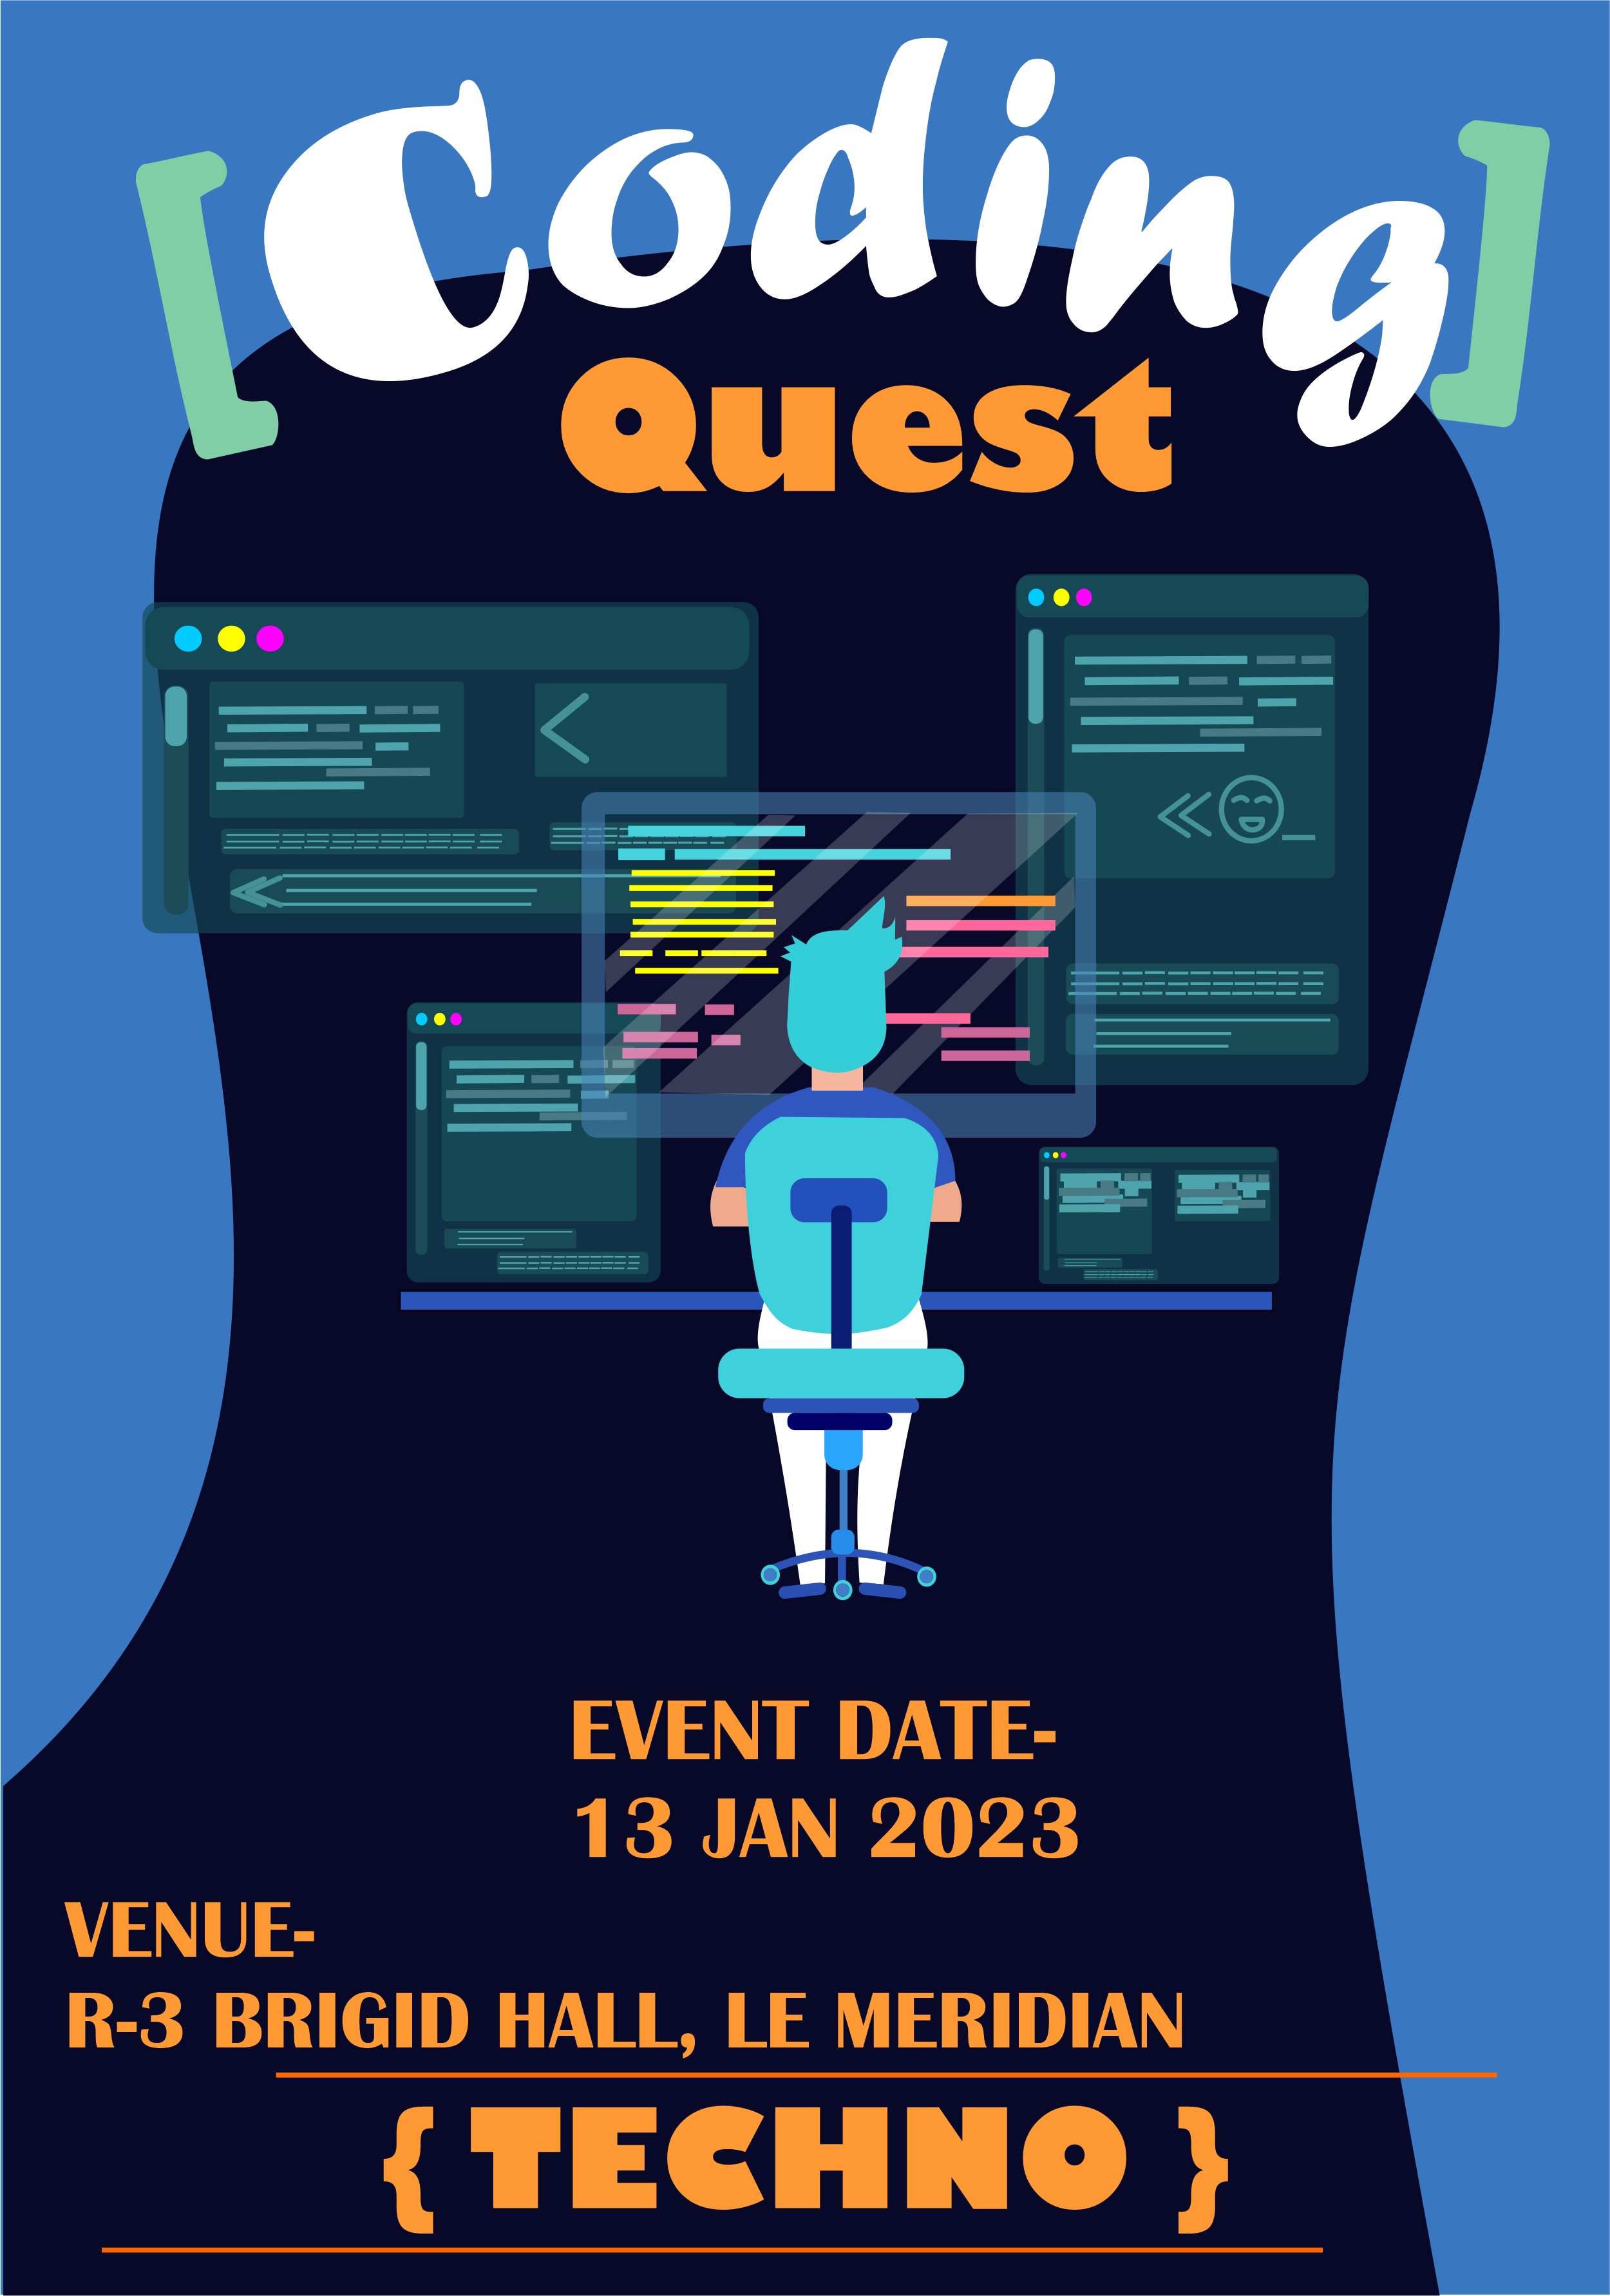 [Coding]
Quest
EVENT DATE-
13 JAN 2023
VENUE-
R-3 BRIGID HALL, LE MERIDIAN
{ TECHNO }